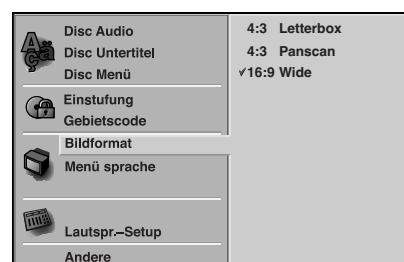 Disc Audio
Disc Untertitel
Disc Menü
Einstufung
Gebietscode
Bildformat
Menü sprache
Lautspr.–Setup
Andere
4:3 Letterbox
4:3 Panscan
✓16:9 Wide